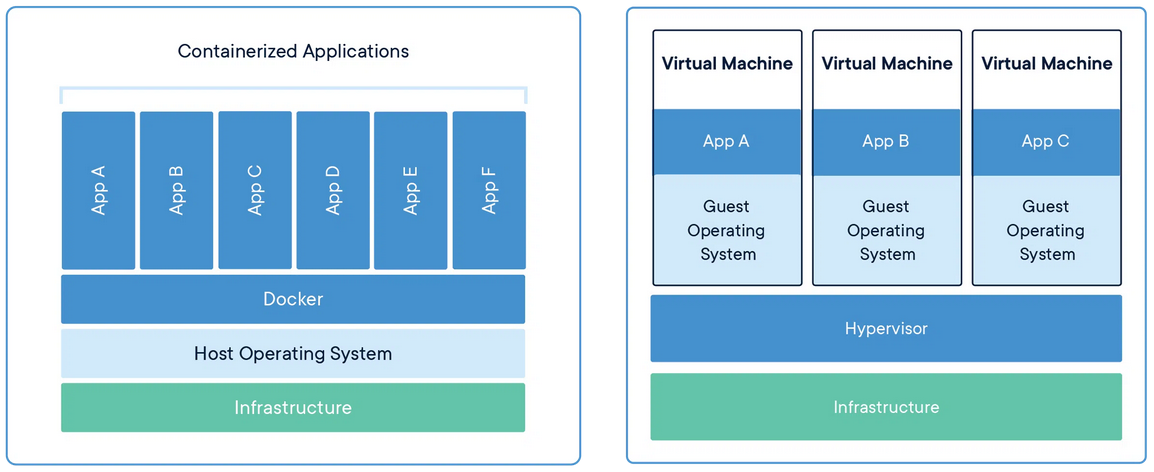 Containerized Applications
App A
App B
App C
App D
App E
App F
Docker
Host Operating System
Infrastructure
Virtual Machine
App A
Guest
Operating
System
Virtual Machine
App B
Guest
Operating
System
Virtual Machine
App C
Guest
Operating
System
Hypervisor
Infrastructure